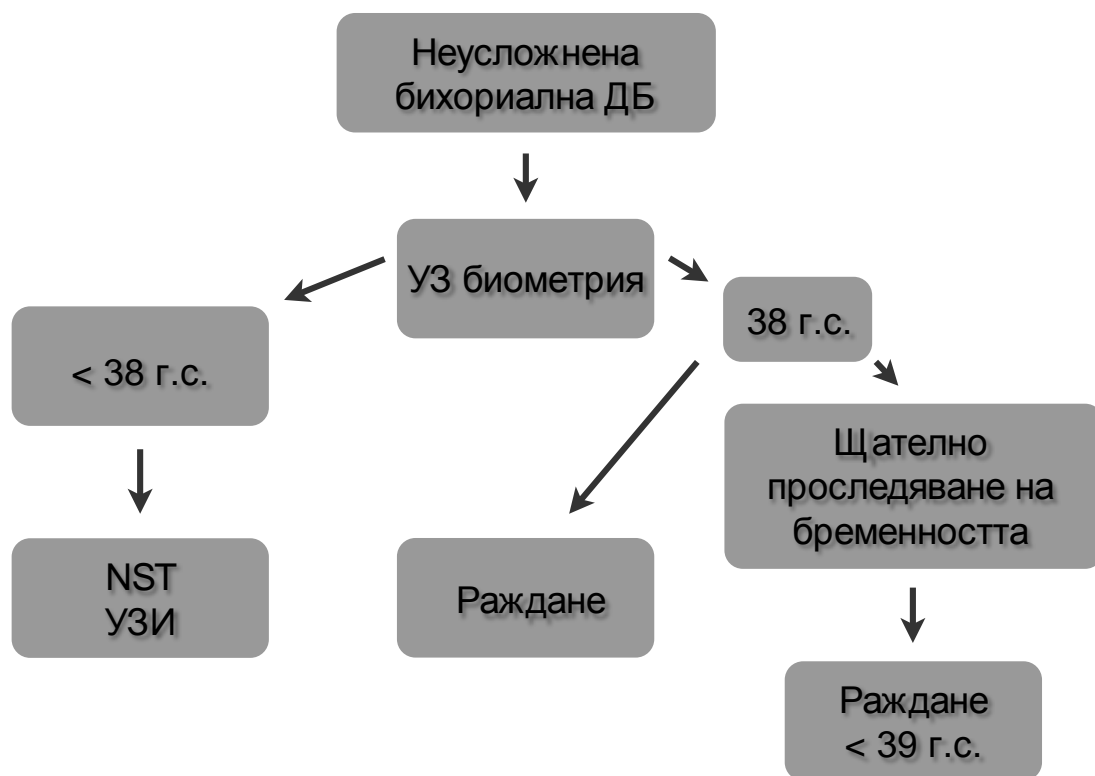 Неусложнена
бихориална ДБ
УЗ биометрия
< 38 г.с.
38 г.с.
Щателно
проследяване на
бременността
NST
УЗИ
Раждане
Раждане
< 39 г.с.